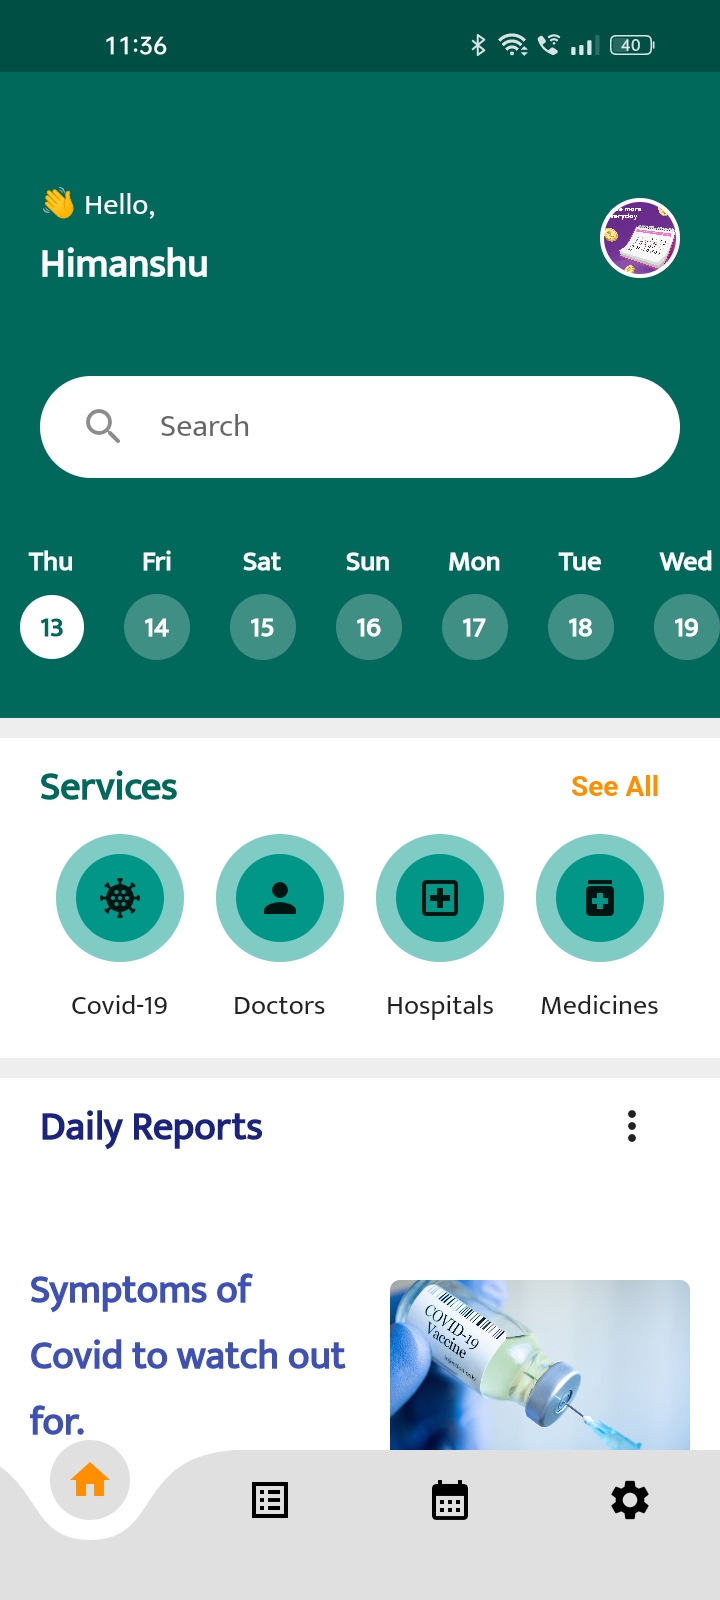 11:36
40
👋 Hello,
Himanshu
Search
Thu Fri Sat Sun Mon Tue Wed
13 14 15 16 17 18 19
Services See All
Covid-19 Doctors Hospitals Medicines
Daily Reports
Symptoms of
Covid to watch out
for.
COVID-19
Vaccine